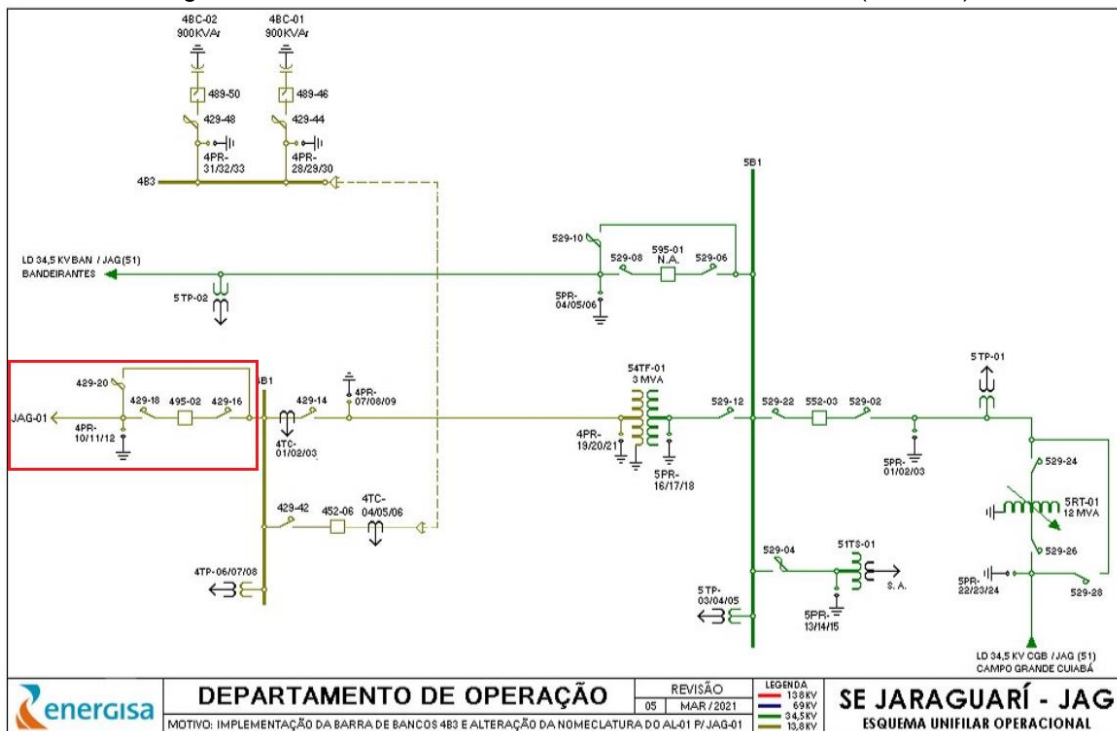 4BC-02
900KVAr
4BC-01
900KVAr
489-50
489-46
429-48
429-44
4PR-
31/32/33
4PR-
28/29/30
4B3
5B1
529-10
595-01
N.A.
529-08
529-06
LD 34,5 KV BAN / JAG(51)
BANDEIRANTES
5TP-02
5PR-
04/05/06
429-20
4B1
JAG-01
429-18
495-02
429-16
4PR-
10/11/12
429-14
4PR-
07/08/09
4TC-
01/02/03
54TF-01
3 MVA
4PR-
19/20/21
5PR-
16/17/18
529-12
529-22
552-03
529-02
5TP-01
5PR-
01/02/03
529-24
5RT-01
12 MVA
529-26
529-28
5PR-
22/23/24
429-42
452-06
4TC-
04/05/06
4TP-06/07/08
5TP-
03/04/05
529-04
51TS-01
S.A.
5PR-
13/14/15
LD 34,5 KV CGB /JAG (51)
CAMPO GRANDE CUIABÁ
energisa
DEPARTAMENTO DE OPERAÇÃO
REVISÃO
05 MAR / 2021
MOTIVO: IMPLEMENTAÇÃO DA BARRA DE BANCOS 4B3 E ALTERAÇÃO DA NOMECLATURA DO AL-01 P/ JAG-01
LEGENDA
138KV
69KV
34,5KV
13,8KV
SE JARAGUARÍ - JAG
ESQUEMA UNIFILAR OPERACIONAL